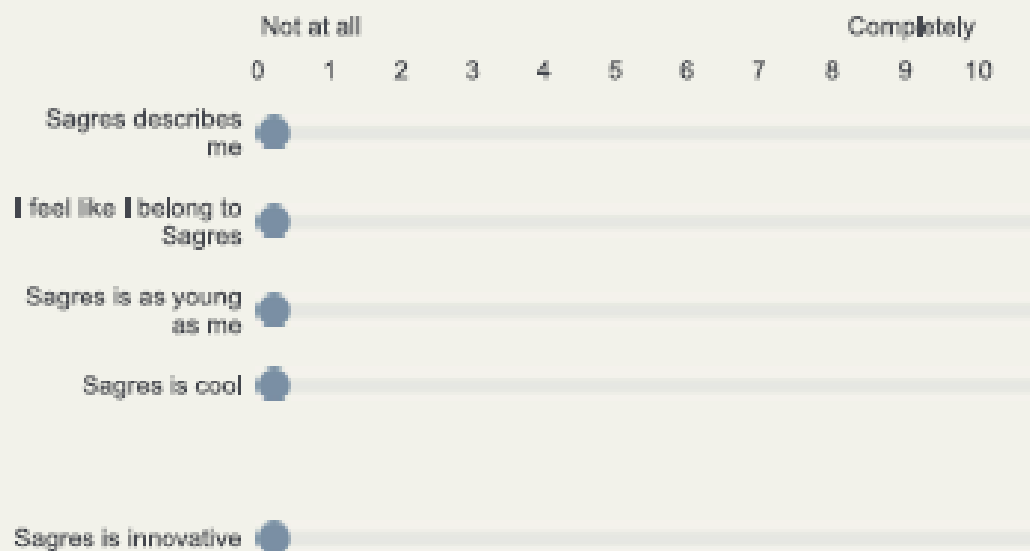 Not at all Completely
0 1 2 3 4 5 6 7 8 9 10
Sagres describes
me
I feel like I belong to
Sagres
Sagres is as young
as me
Sagres is cool
Sagres is innovative